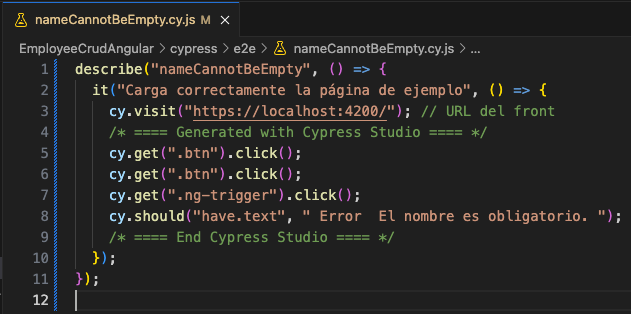 nameCannotBeEmpty.cy.js M ×
EmployeeCrudAngular > cypress > e2e > nameCannotBeEmpty.cy.js > ...
1 describe("nameCannotBeEmpty", () => {
2 it("Carga correctamente la página de ejemplo", () => {
3 cy.visit("https://localhost:4200/"); // URL del front
4 /* ==== Generated with Cypress Studio ==== */
5 cy.get(".btn").click();
6 cy.get(".btn").click();
7 cy.get(".ng-trigger").click();
8 cy.should("have.text", " Error  El nombre es obligatorio. ");
9 /* ==== End Cypress Studio ==== */
10 });
11 });
12